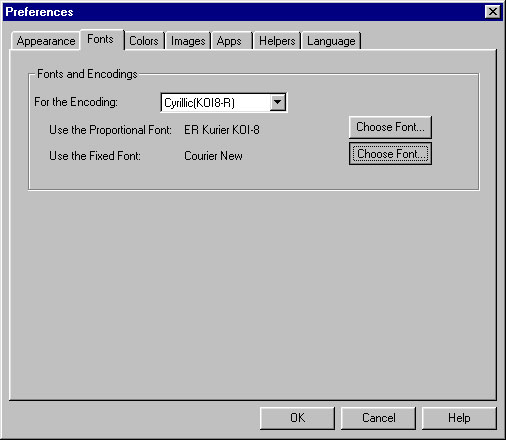 Preferences
Appearance Fonts Colors Images Apps Helpers Language
Fonts and Encodings
For the Encoding: Cyrillic(KOI8-R)
Use the Proportional Font: ER Kurier KOI-8 Choose Font...
Use the Fixed Font: Courier New Choose Font...
OK Cancel Help